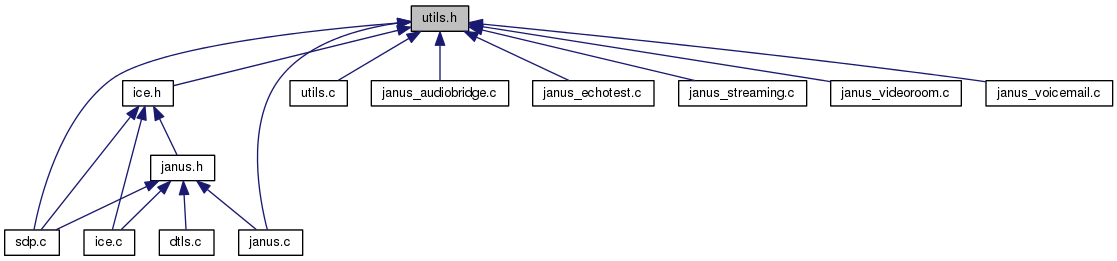 utils.h
ice.h
utils.c
janus_audiobridge.c
janus_echotest.c
janus_streaming.c
janus_videoroom.c
janus_voicemail.c
janus.h
sdp.c
ice.c
dtls.c
janus.c